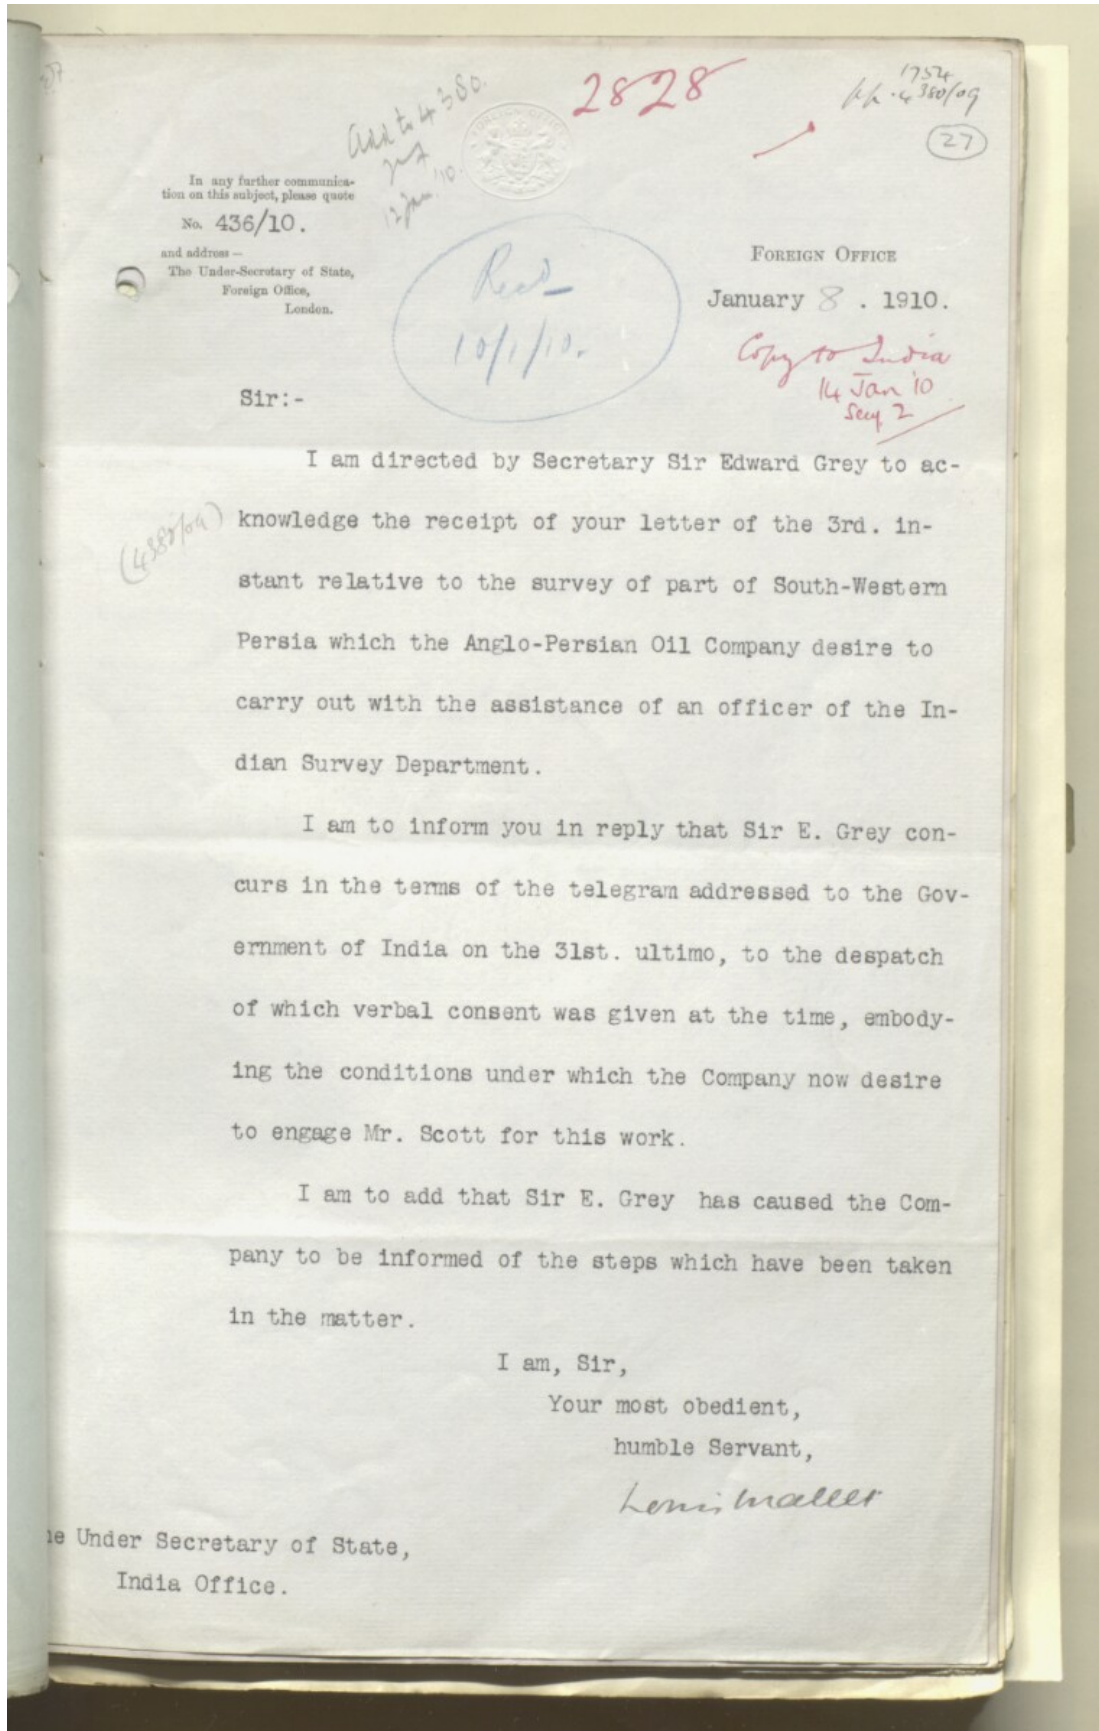 2828
1754
4380/09
27
Add to 4380.
12 Jan. '10.
In any further communica-
tion on this subject, please quote
No. 436/10.
and address —
The Under-Secretary of State,
Foreign Office,
London.
FOREIGN OFFICE
January 8. 1910.
Recd
10/1/10.
Copy to India
14 Jan '10
Secy 2
Sir:-
I am directed by Secretary Sir Edward Grey to ac-
(4380/09)
knowledge the receipt of your letter of the 3rd. in-
stant relative to the survey of part of South-Western
Persia which the Anglo-Persian Oil Company desire to
carry out with the assistance of an officer of the In-
dian Survey Department.
I am to inform you in reply that Sir E. Grey con-
curs in the terms of the telegram addressed to the Gov-
ernment of India on the 31st. ultimo, to the despatch
of which verbal consent was given at the time, embody-
ing the conditions under which the Company now desire
to engage Mr. Scott for this work.
I am to add that Sir E. Grey has caused the Com-
pany to be informed of the steps which have been taken
in the matter.
I am, Sir,
Your most obedient,
humble Servant,
Louis Mallet
he Under Secretary of State,
India Office.